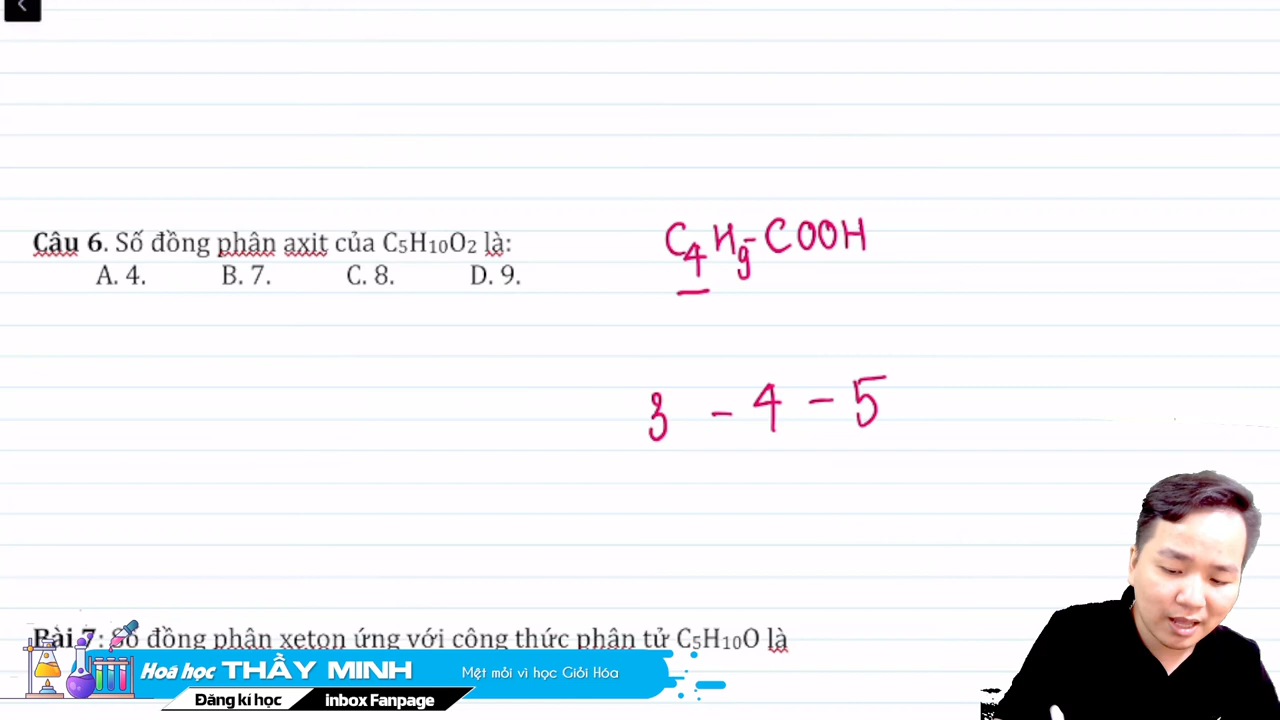 Câu 6. Số đồng phân axit của C₅H₁₀O₂ là:
A. 4. B. 7. C. 8. D. 9.
C₄H₉-COOH
3 - 4 - 5
Bài 7: Số đồng phân xeton ứng với công thức phân tử C₅H₁₀O là
Hoá học THẦY MINH
Mệt mỏi vì học Giỏi Hóa
Đăng kí học
inbox Fanpage